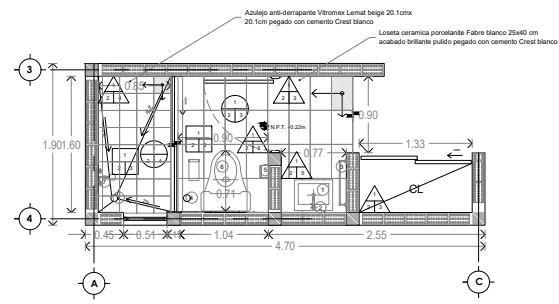 Azulejo anti-derrapante Vitromex Lemat beige 20.1cmx
20.1cm pegado con cemento Crest blanco
Loseta ceramica porcelanite Fabre blanco 25x40 cm
acabado brillante pulido pegado con cemento Crest blanco
3
0.85
0.90
1.90
1.60
N.P.T. +0.22m
0.90
1.33
0.77
0.71
CL
4
0.45
0.51
1.04
2.55
4.70
A
C